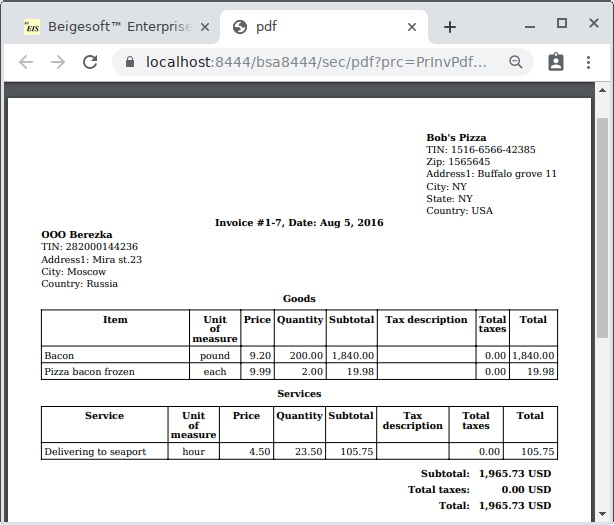 EIS Beigesoft™ Enterprise
pdf
localhost:8444/bsa8444/sec/pdf?prc=PrInvPdf...
Bob's Pizza
TIN: 1516-6566-42385
Zip: 1565645
Address1: Buffalo grove 11
City: NY
State: NY
Country: USA
Invoice #1-7, Date: Aug 5, 2016
OOO Berezka
TIN: 282000144236
Address1: Mira st.23
City: Moscow
Country: Russia
Goods
Item Unit of measure Price Quantity Subtotal Tax description Total taxes Total
Bacon pound 9.20 200.00 1,840.00 0.00 1,840.00
Pizza bacon frozen each 9.99 2.00 19.98 0.00 19.98
Services
Service Unit of measure Price Quantity Subtotal Tax description Total taxes Total
Delivering to seaport hour 4.50 23.50 105.75 0.00 105.75
Subtotal: 1,965.73 USD
Total taxes: 0.00 USD
Total: 1,965.73 USD